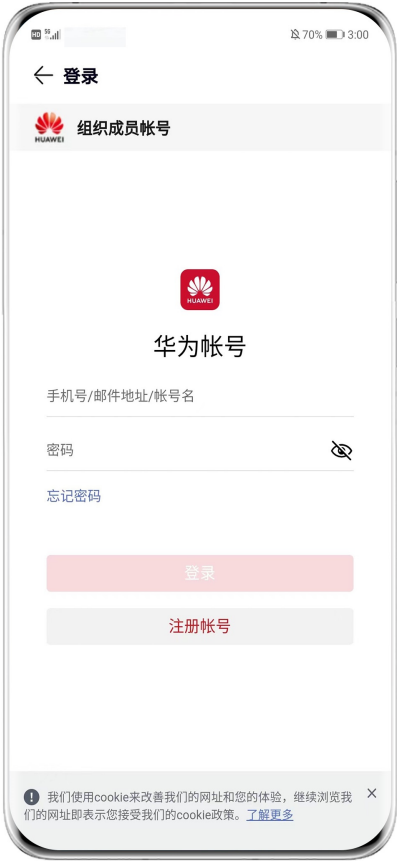 HD 5G 70% 3:00
登录
HUAWEI 组织成员帐号
HUAWEI
华为帐号
手机号/邮件地址/帐号名
密码
忘记密码
登录
注册帐号
我们使用cookie来改善我们的网址和您的体验，继续浏览我
们的网址即表示您接受我们的cookie政策。了解更多